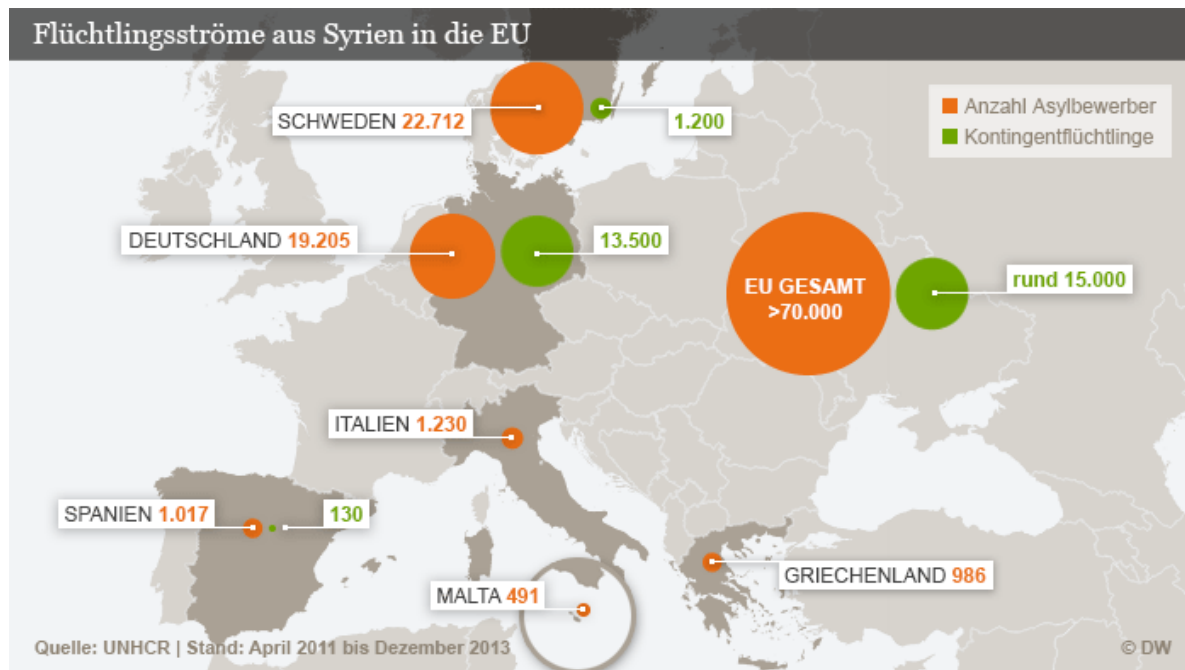 Flüchtlingsströme aus Syrien in die EU
Anzahl Asylbewerber
Kontingentflüchtlinge
SCHWEDEN 22.712
1.200
DEUTSCHLAND 19.205
13.500
EU GESAMT
>70.000
rund 15.000
ITALIEN 1.230
SPANIEN 1.017
130
GRIECHENLAND 986
MALTA 491
Quelle: UNHCR | Stand: April 2011 bis Dezember 2013
© DW